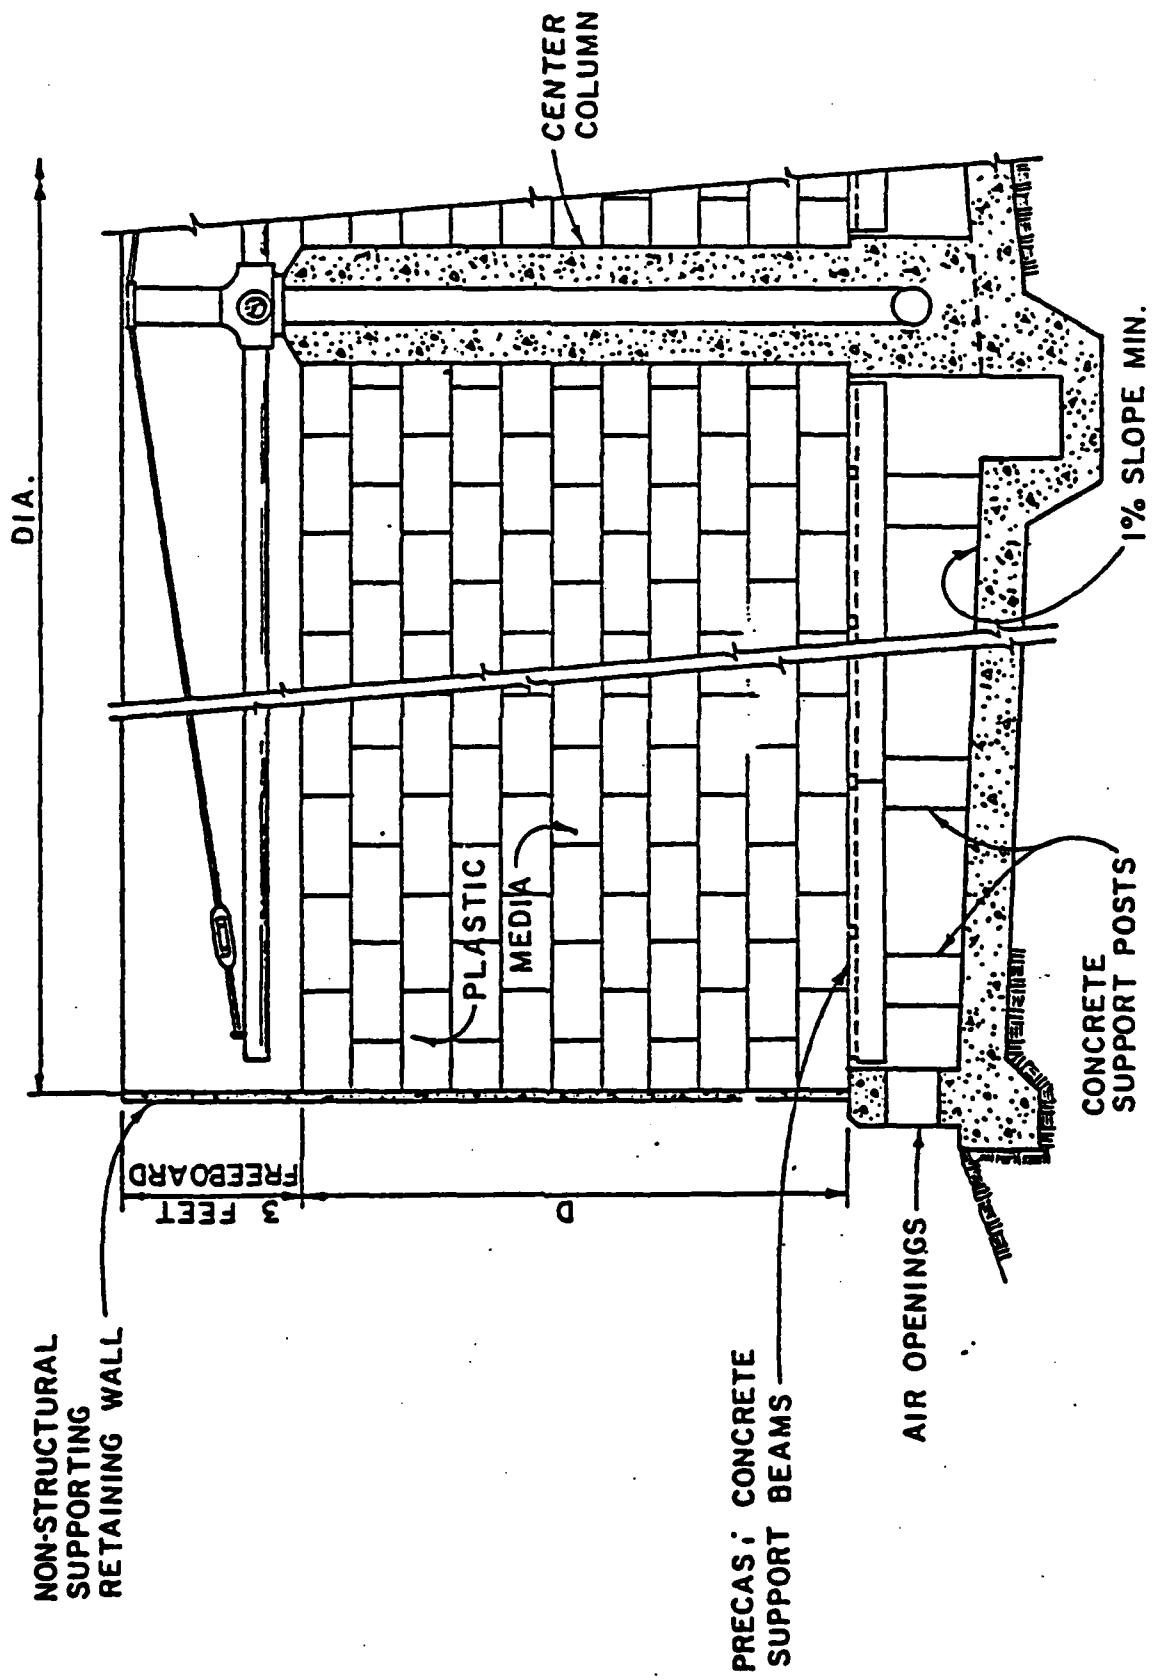 DIA.
CENTER
COLUMN
NON-STRUCTURAL
SUPPORTING
RETAINING WALL
3 FEET
FREEBOARD
D
PLASTIC
MEDIA
PRECAST CONCRETE
SUPPORT BEAMS
AIR OPENINGS
CONCRETE
SUPPORT POSTS
1% SLOPE MIN.